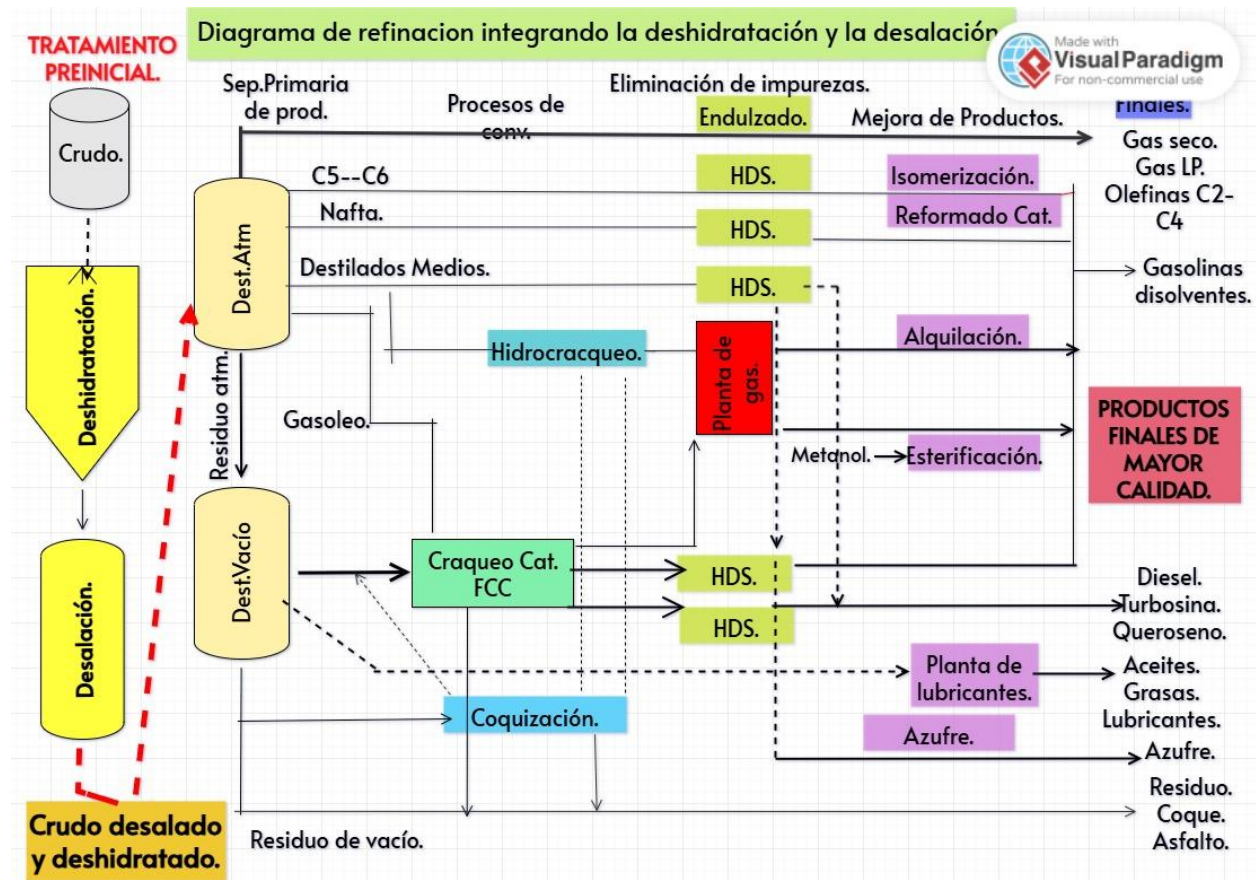 Diagrama de refinacion integrando la deshidratación y la desalación
Made with
VisualParadigm
For non-commercial use
TRATAMIENTO
PREINICIAL.
Crudo.
Deshidratación.
Desalación.
Crudo desalado
y deshidratado.
Sep.Primaria
de prod.
Procesos de
conv.
Eliminación de impurezas.
Endulzado.
Mejora de Productos.
Finales.
Gas seco.
Gas LP.
Olefinas C2-
C4
Dest.Atm
C5--C6
HDS.
Isomerización.
Nafta.
HDS.
Reformado Cat.
Destilados Medios.
HDS.
Gasolinas
disolventes.
Hidrocracqueo.
Planta de
gas.
Alquilación.
Residuo atm.
Gasoleo.
Metanol.
Esterificación.
PRODUCTOS
FINALES DE
MAYOR
CALIDAD.
Dest.Vacío
Craqueo Cat.
FCC
HDS.
HDS.
Diesel.
Turbosina.
Queroseno.
Planta de
lubricantes.
Aceites.
Grasas.
Lubricantes.
Coquización.
Azufre.
Azufre.
Residuo de vacío.
Residuo.
Coque.
Asfalto.